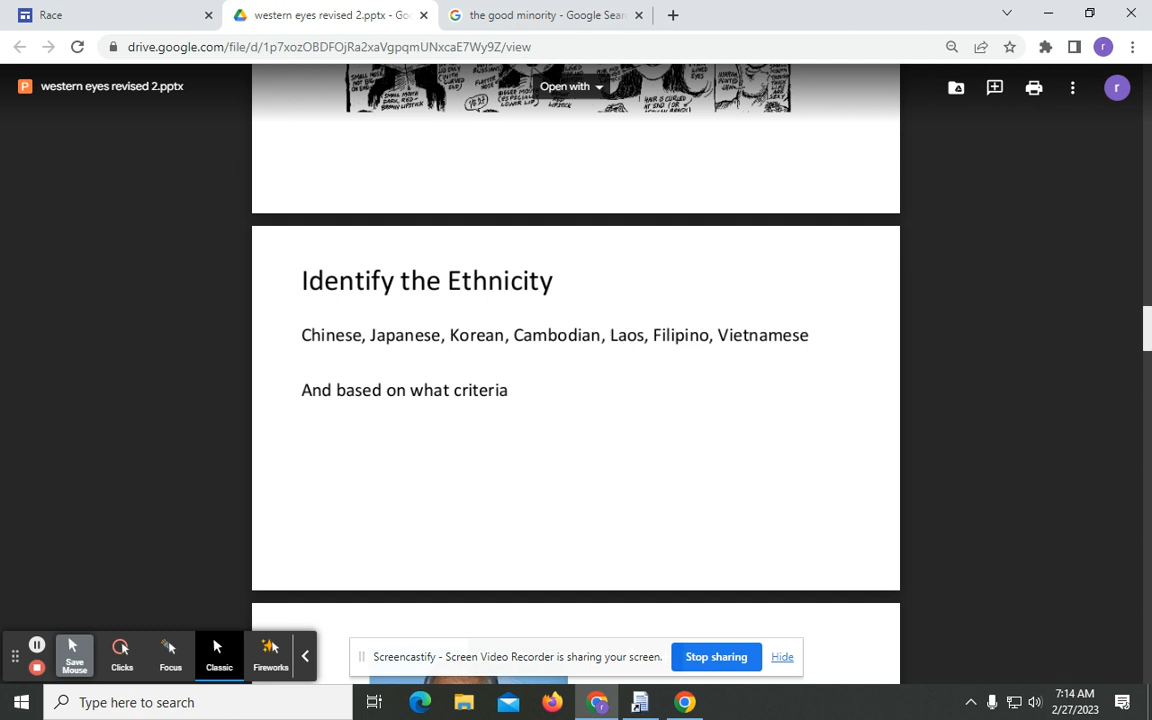 Race
western eyes revised 2.pptx - Go
the good minority - Google Sear
drive.google.com/file/d/1p7xozOBDFOjRa2xaVgpqmUNxcaE7Wy9Z/view
P western eyes revised 2.pptx
Open with
r
Identify the Ethnicity
Chinese, Japanese, Korean, Cambodian, Laos, Filipino, Vietnamese
And based on what criteria
Save Mouse
Clicks
Focus
Classic
Fireworks
Screencastify - Screen Video Recorder is sharing your screen.
Stop sharing
Hide
Type here to search
7:14 AM
2/27/2023